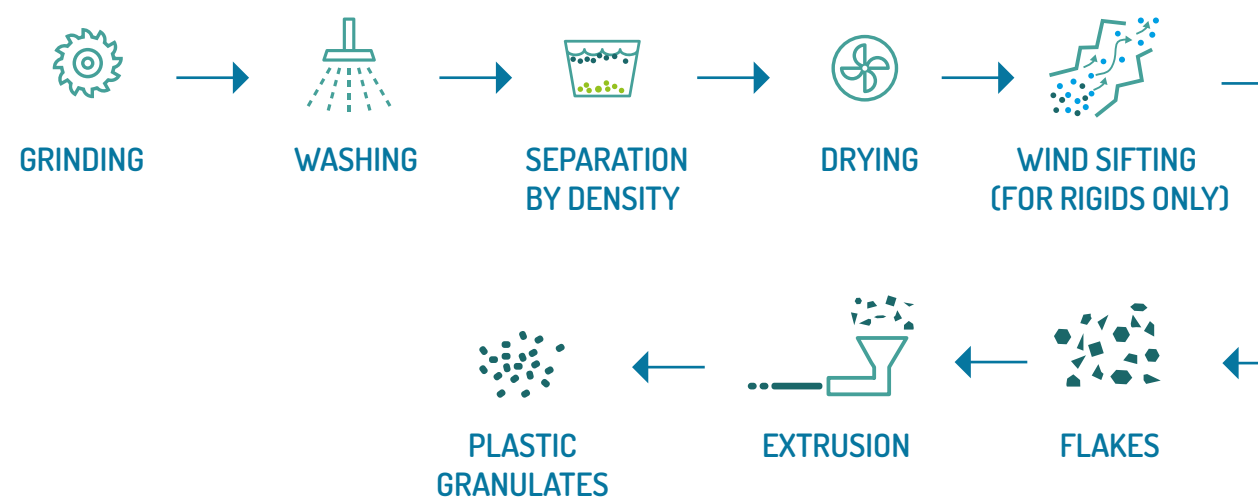 GRINDING
WASHING
SEPARATION
BY DENSITY
DRYING
WIND SIFTING
(FOR RIGIDS ONLY)
PLASTIC
GRANULATES
EXTRUSION
FLAKES